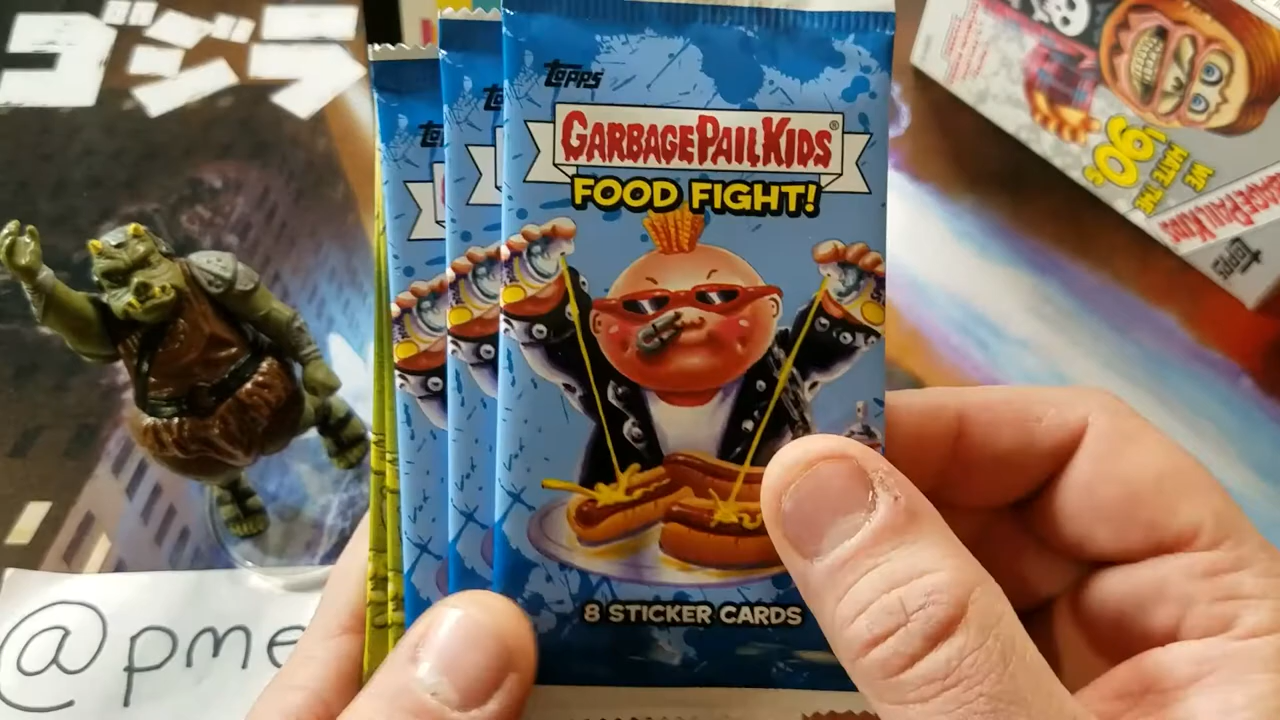 ゴジラ
Topps
GARBAGE PAIL KIDS®
FOOD FIGHT!
8 STICKER CARDS
WE
HATE THE
'90s
GARBAGE PAIL KIDS
Topps
@pme